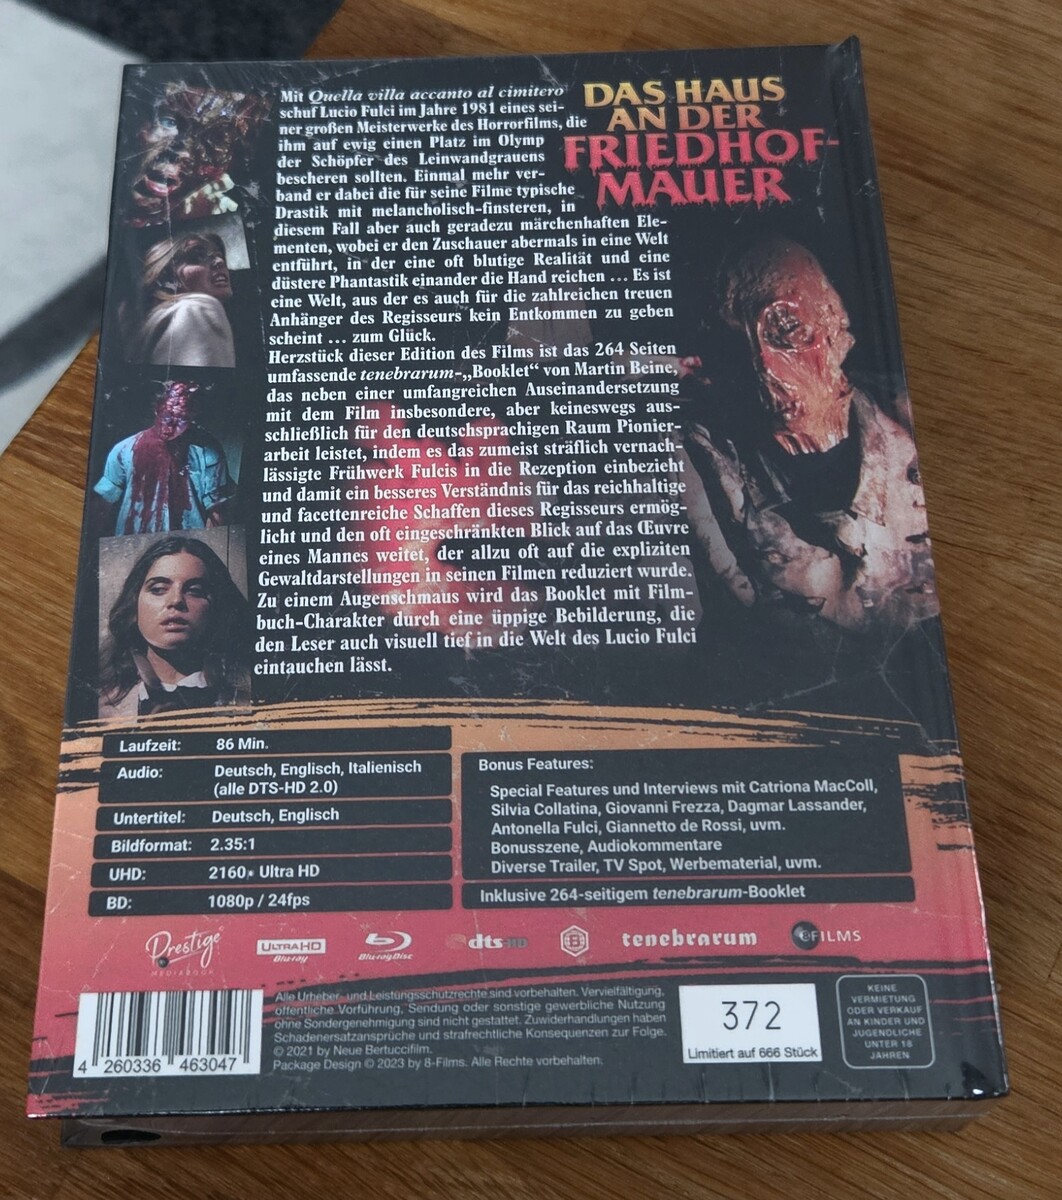 DAS HAUS
AN DER
FRIEDHOF-
MAUER
Mit Quella villa accanto al cimitero
schuf Lucio Fulci im Jahre 1981 eines sei-
ner großen Meisterwerke des Horrorfilms, die
ihm auf ewig einen Platz im Olymp
der Schöpfer des Leinwandgrauens
bescheren sollten. Einmal mehr ver-
band er dabei die für seine Filme typische
Drastik mit melancholisch-finsteren, in
diesem Fall aber auch geradezu märchenhaften Ele-
menten, wobei er den Zuschauer abermals in eine Welt
entführt, in der eine oft blutige Realität und eine
düstere Phantastik einander die Hand reichen ... Es ist
eine Welt, aus der es auch für die zahlreichen treuen
Anhänger des Regisseurs kein Entkommen zu geben
scheint ... zum Glück.
Herzstück dieser Edition des Films ist das 264 Seiten
umfassende tenebrarum-„Booklet“ von Martin Beine,
das neben einer umfangreichen Auseinandersetzung
mit dem Film insbesondere, aber keineswegs aus-
schließlich für den deutschsprachigen Raum Pionier-
arbeit leistet, indem es das zumeist sträflich vernach-
lässigte Frühwerk Fulcis in die Rezeption einbezieht
und damit ein besseres Verständnis für das reichhaltige
und facettenreiche Schaffen dieses Regisseurs ermög-
licht und den oft eingeschränkten Blick auf das Œuvre
eines Mannes weitet, der allzu oft auf die expliziten
Gewaltdarstellungen in seinen Filmen reduziert wurde.
Zu einem Augenschmaus wird das Booklet mit Film-
buch-Charakter durch eine üppige Bebilderung, die
den Leser auch visuell tief in die Welt des Lucio Fulci
eintauchen lässt.
Laufzeit: 86 Min.
Audio: Deutsch, Englisch, Italienisch
(alle DTS-HD 2.0)
Untertitel: Deutsch, Englisch
Bildformat: 2.35:1
UHD: 2160p Ultra HD
BD: 1080p / 24fps
Bonus Features:
Special Features und Interviews mit Catriona MacColl,
Silvia Collatina, Giovanni Frezza, Dagmar Lassander,
Antonella Fulci, Giannetto de Rossi, uvm.
Bonusszene, Audiokommentare
Diverse Trailer, TV Spot, Werbematerial, uvm.
Inklusive 264-seitigem tenebrarum-Booklet
Prestige
MEDIABOOK
ULTRA HD
Blu-ray
Blu-ray Disc
dts-HD
tenebrarum
8FILMS
4 260336 463047
Alle Urheber- und Leistungsschutzrechte sind vorbehalten. Vervielfältigung,
öffentliche Vorführung, Sendung oder sonstige gewerbliche Nutzung
ohne Sondergenehmigung sind nicht gestattet. Zuwiderhandlungen haben
Schadenersatzansprüche und strafrechtliche Konsequenzen zur Folge.
© 2021 by Neue Bertuccifilm.
Package Design © 2023 by 8-Films. Alle Rechte vorbehalten.
372
Limitiert auf 666 Stück
KEINE
VERMIETUNG
ODER VERKAUF
AN KINDER UND
JUGENDLICHE
UNTER 18
JAHREN